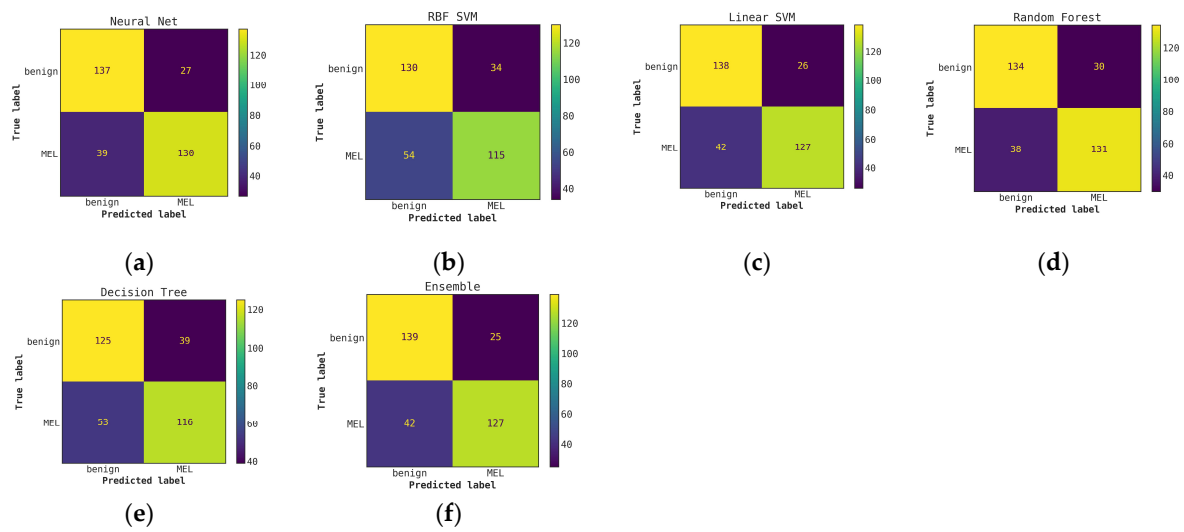 Neural Net
benign 137 27 120
100
80
True label
MEL 39 130 60
40
benign MEL
Predicted label
(a)
RBF SVM
benign 130 34 120
100
80
True label
MEL 54 115 60
40
benign MEL
Predicted label
(b)
Linear SVM
benign 138 26 120
100
80
True label
MEL 42 127 60
40
benign MEL
Predicted label
(c)
Random Forest
benign 134 30 120
100
80
True label
MEL 38 131 60
40
benign MEL
Predicted label
(d)
Decision Tree
benign 125 39 120
100
80
True label
MEL 53 116 60
40
benign MEL
Predicted label
(e)
Ensemble
benign 139 25 120
100
80
True label
MEL 42 127 60
40
benign MEL
Predicted label
(f)